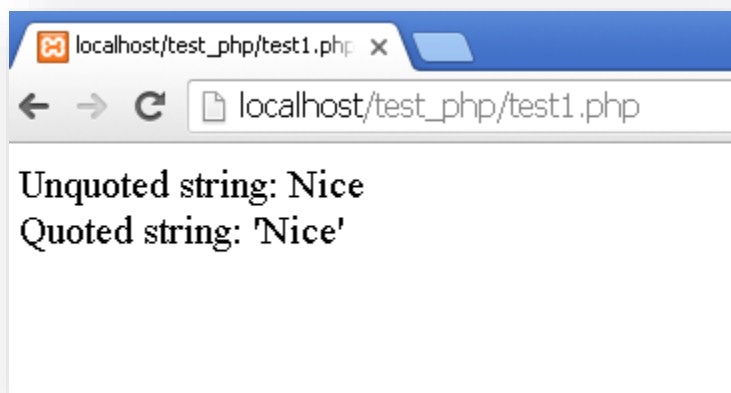 localhost/test_php/test1.php
localhost/test_php/test1.php
Unquoted string: Nice
Quoted string: 'Nice'